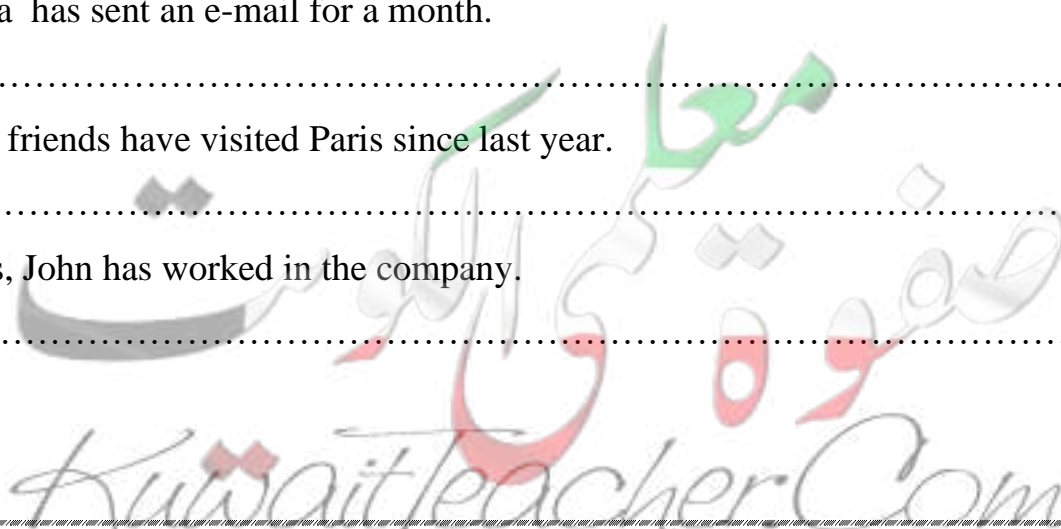 a has sent an e-mail for a month.
................................................................
friends have visited Paris since last year.
................................................................
s, John has worked in the company.
................................................................
صفوة معلمى الكويت
KuwaitTeacher.Com